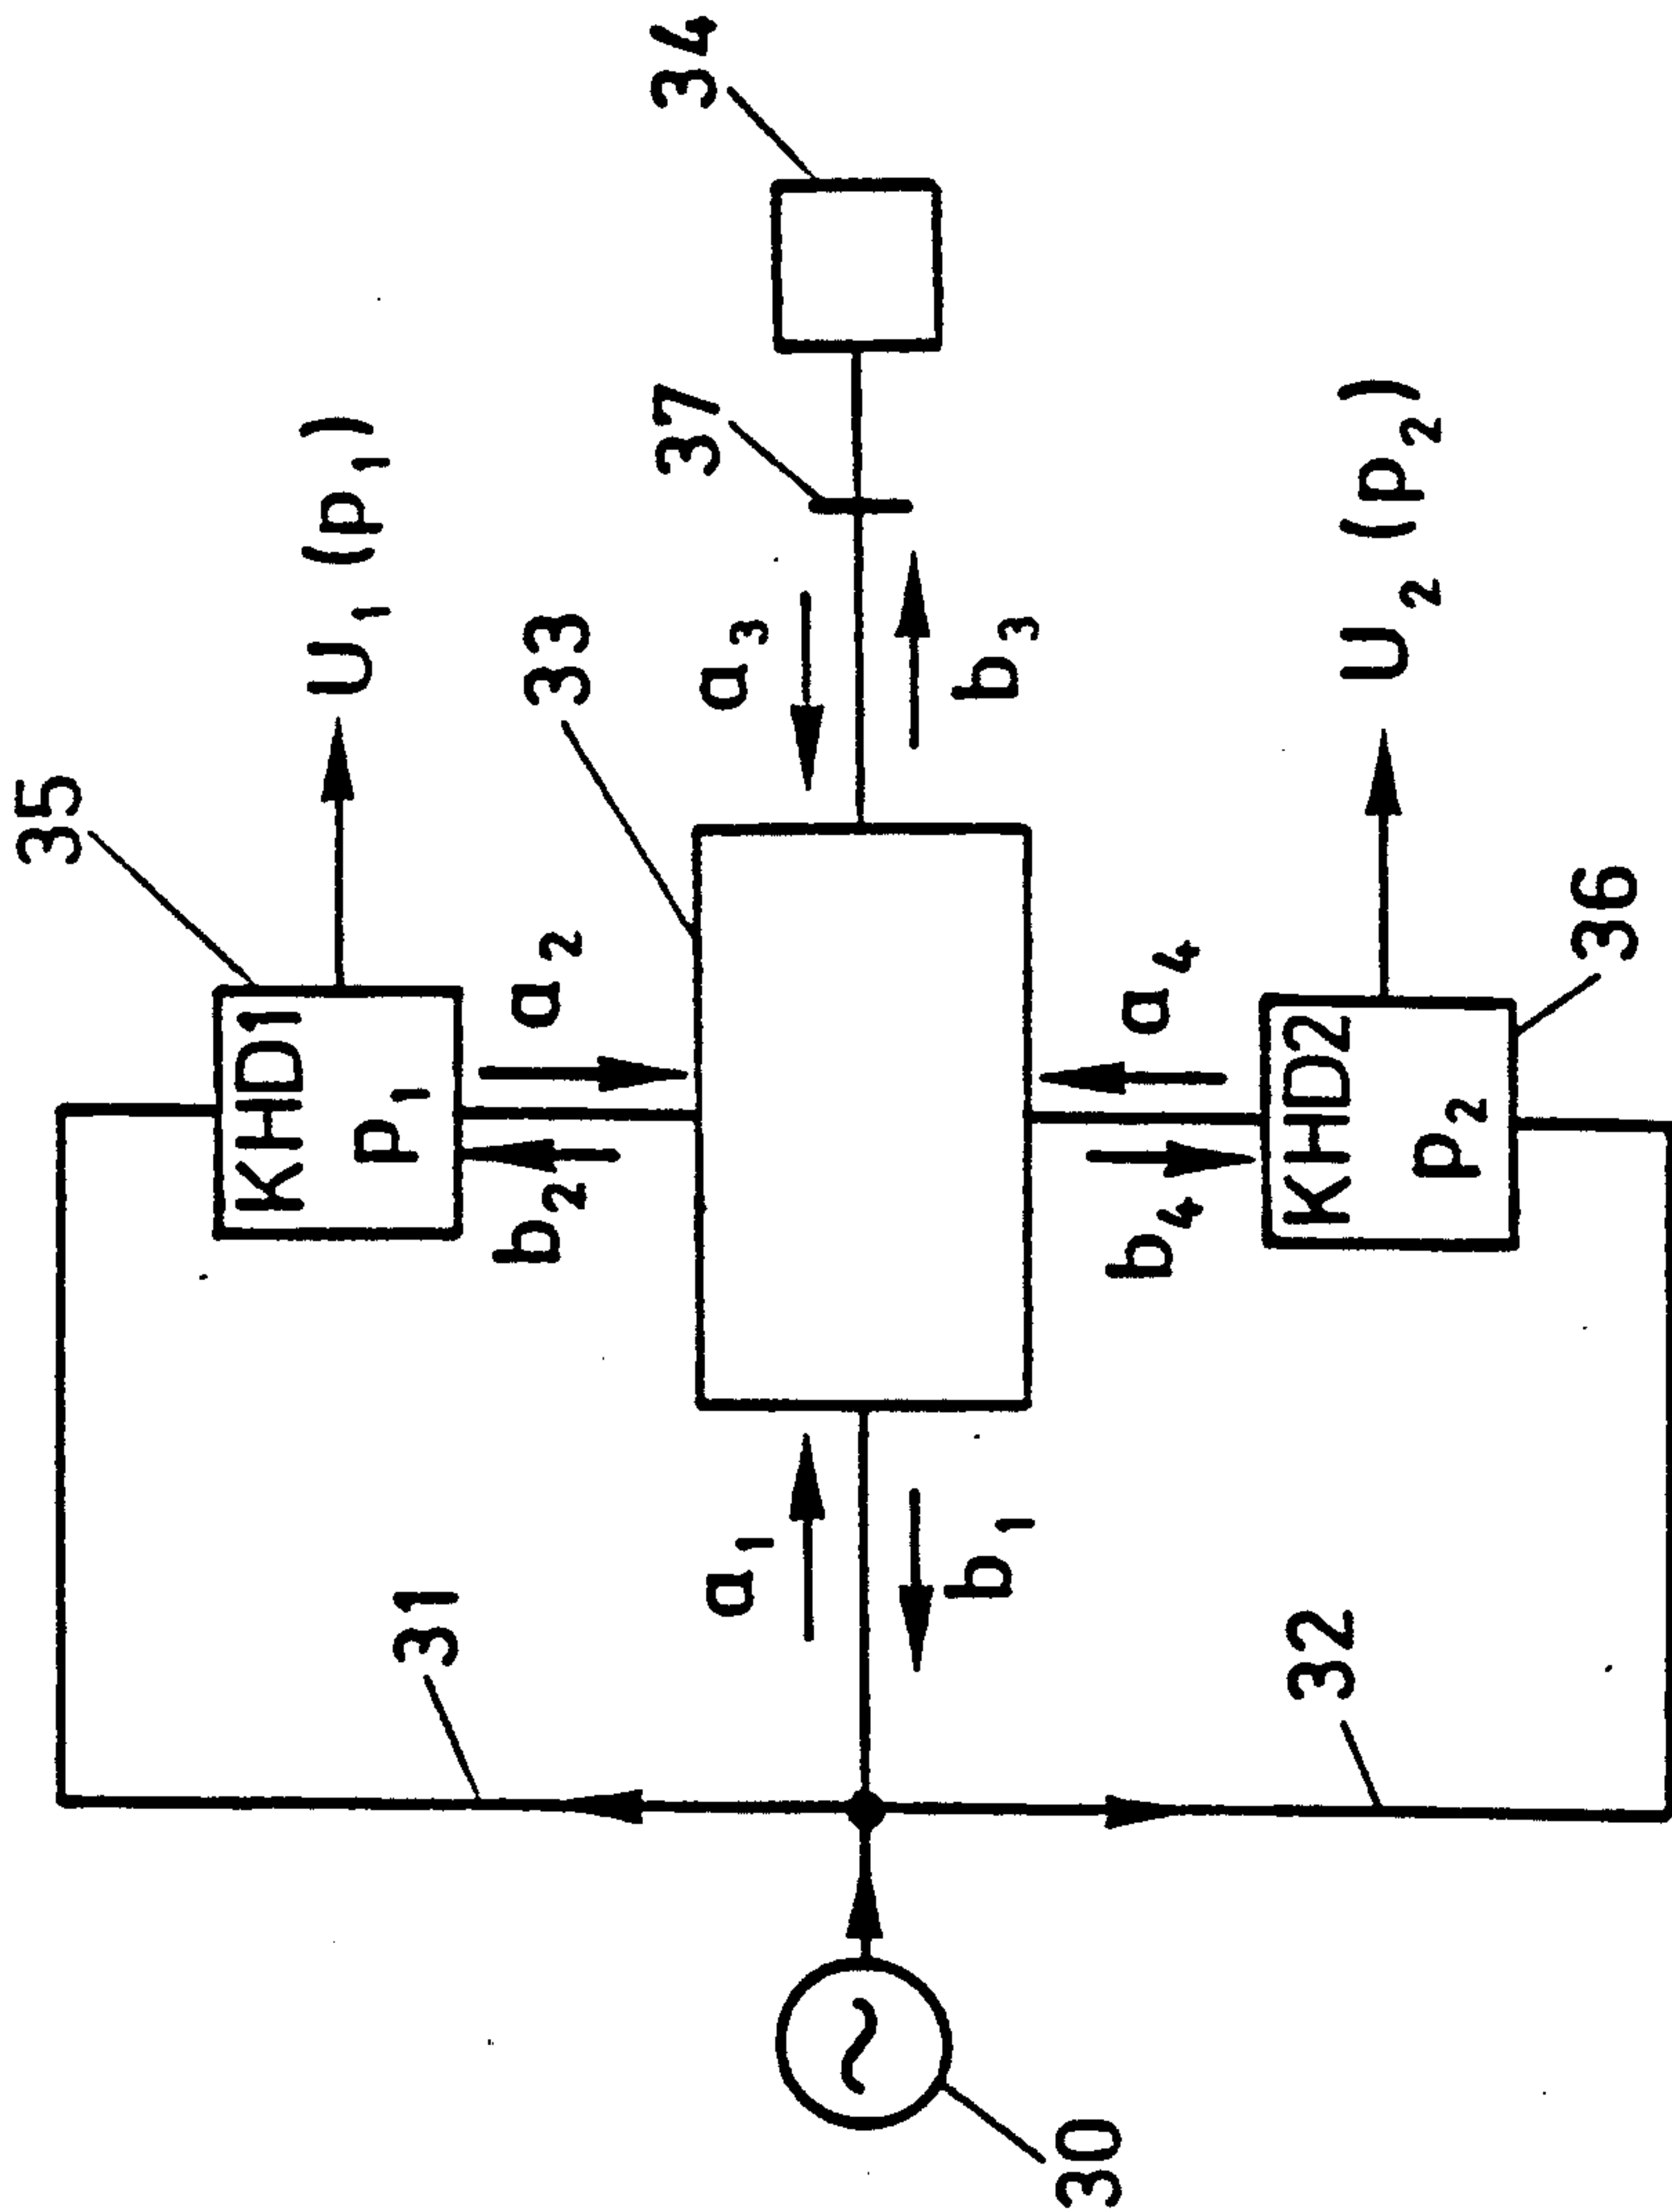 35
KHD1
U₁ (p₁)
p₁
31
b₂
a₂
33
37
34
a₁
a₃
b₁
b₃
30
b₄
a₄
32
KHD2
U₂ (p₂)
p₂
36